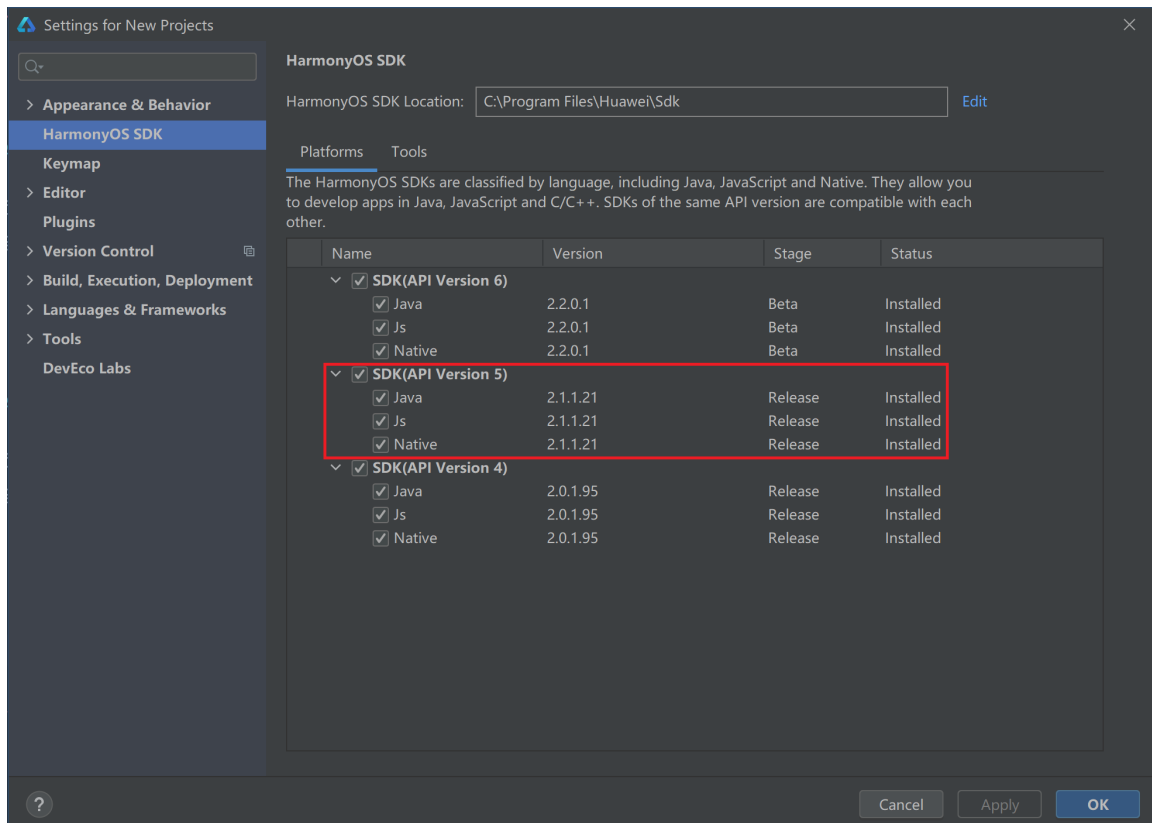 Settings for New Projects
Appearance & Behavior
HarmonyOS SDK
Keymap
Editor
Plugins
Version Control
Build, Execution, Deployment
Languages & Frameworks
Tools
DevEco Labs
HarmonyOS SDK
HarmonyOS SDK Location: C:\Program Files\Huawei\Sdk Edit
Platforms Tools
The HarmonyOS SDKs are classified by language, including Java, JavaScript and Native. They allow you
to develop apps in Java, JavaScript and C/C++. SDKs of the same API version are compatible with each
other.
Name Version Stage Status
SDK(API Version 6)
Java 2.2.0.1 Beta Installed
Js 2.2.0.1 Beta Installed
Native 2.2.0.1 Beta Installed
SDK(API Version 5)
Java 2.1.1.21 Release Installed
Js 2.1.1.21 Release Installed
Native 2.1.1.21 Release Installed
SDK(API Version 4)
Java 2.0.1.95 Release Installed
Js 2.0.1.95 Release Installed
Native 2.0.1.95 Release Installed
? Cancel Apply OK